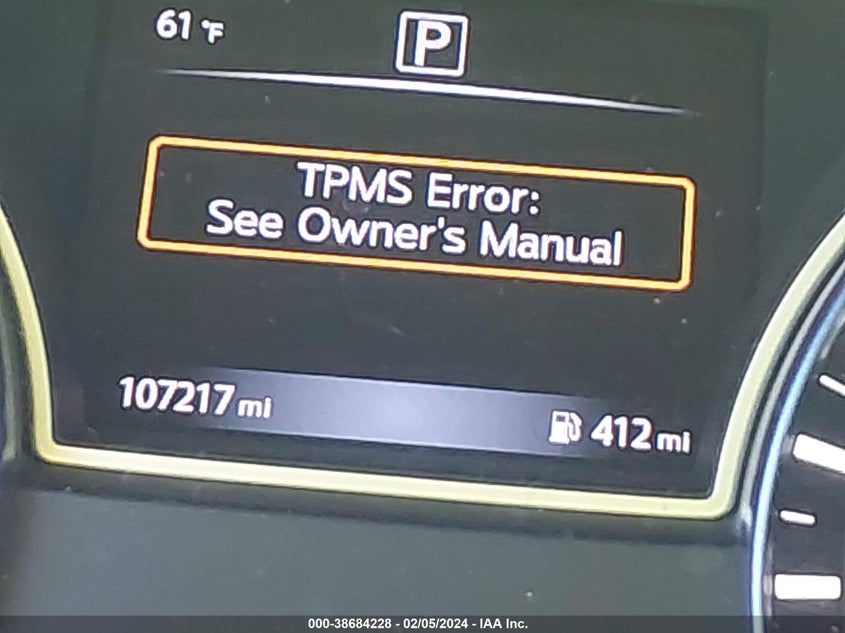 61 °F
P
TPMS Error:
See Owner's Manual
107217 mi
412 mi
000-38684228 - 02/05/2024 - IAA Inc.